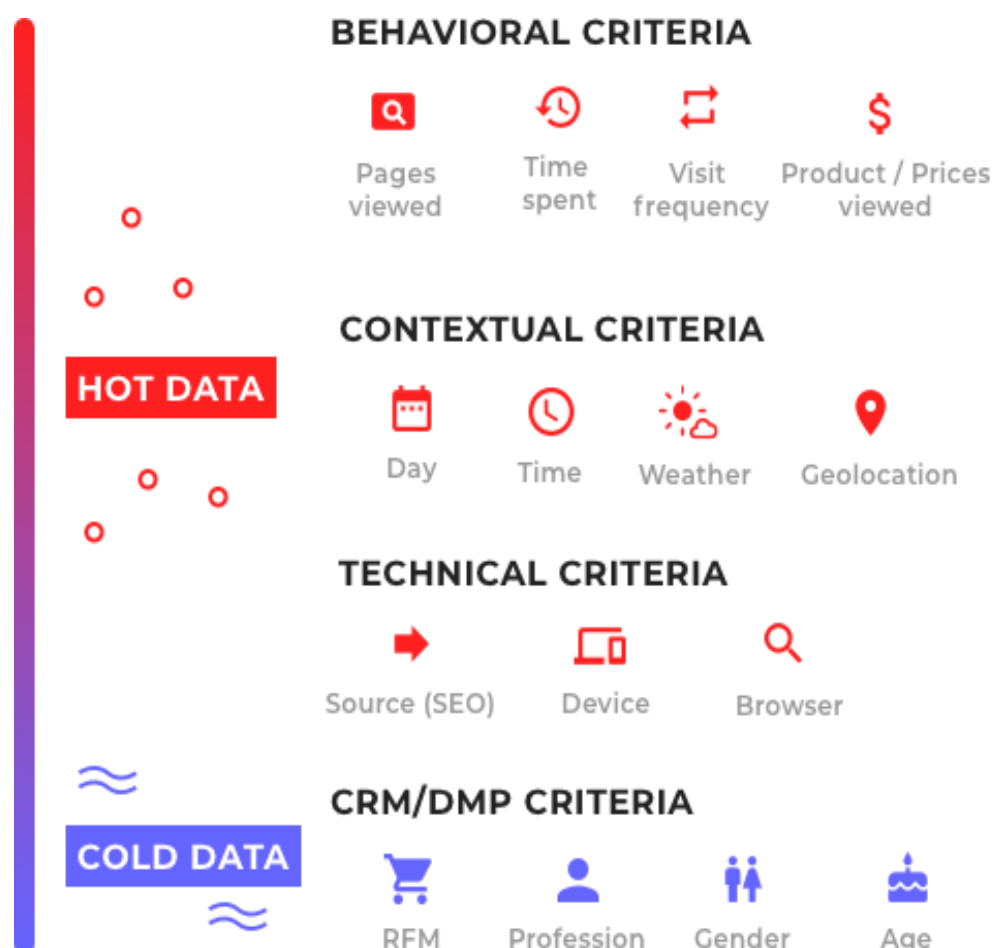 BEHAVIORAL CRITERIA
Pages viewed
Time spent
Visit frequency
Product / Prices viewed
CONTEXTUAL CRITERIA
HOT DATA
Day
Time
Weather
Geolocation
TECHNICAL CRITERIA
Source (SEO)
Device
Browser
CRM/DMP CRITERIA
COLD DATA
RFM
Profession
Gender
Age